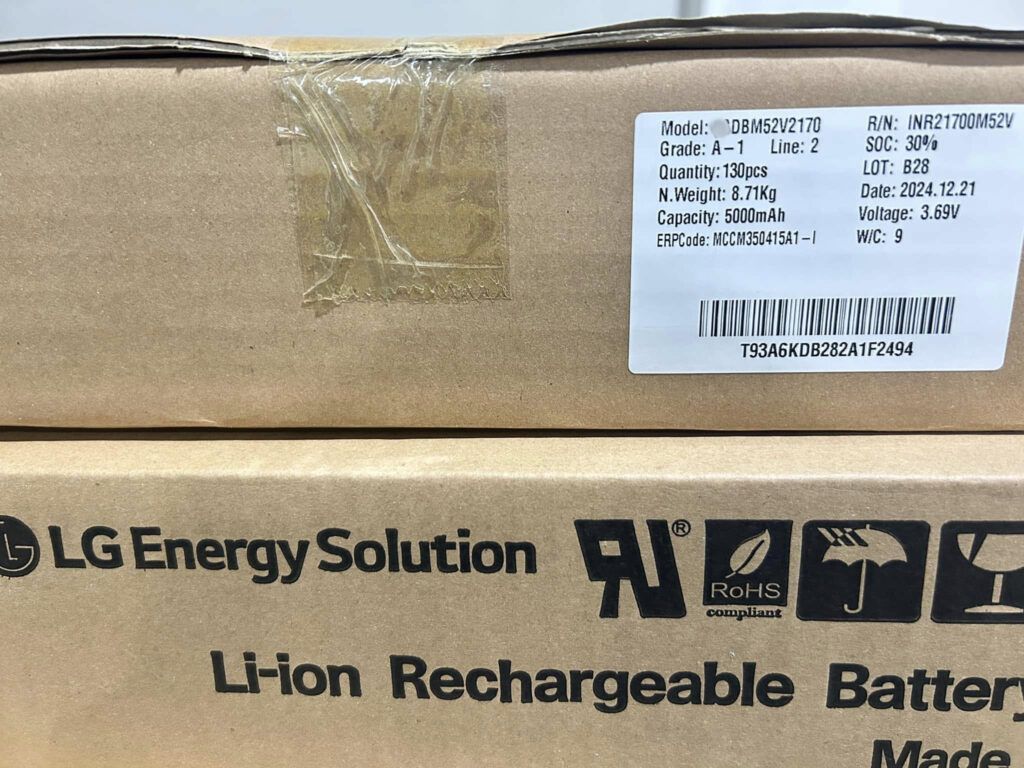 Model: DBM52V2170 R/N: INR21700M52V
Grade: A-1 Line: 2 SOC: 30%
Quantity: 130pcs LOT: B28
N.Weight: 8.71Kg Date: 2024.12.21
Capacity: 5000mAh Voltage: 3.69V
ERPCode: MCCM350415A1-I W/C: 9
T93A6KDB282A1F2494
LG LG Energy Solution
®
RoHS
compliant
Li-ion Rechargeable Battery
Made